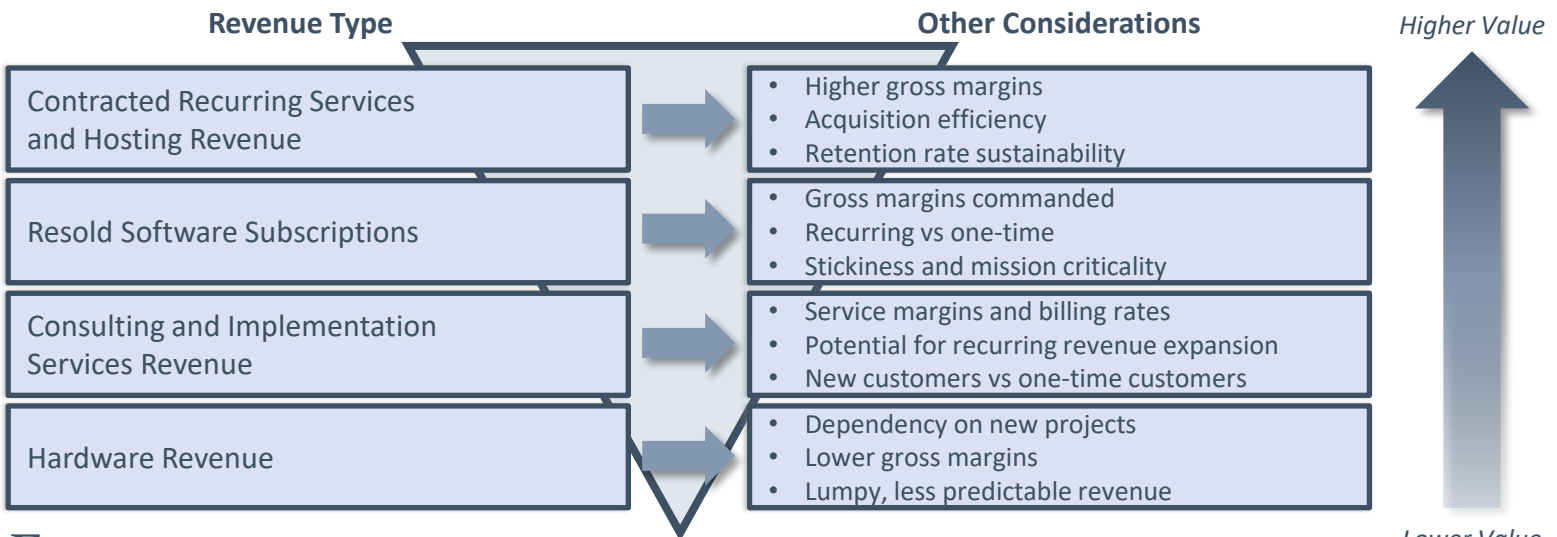 Revenue Type
Other Considerations
Higher Value
Contracted Recurring Services
and Hosting Revenue
• Higher gross margins
• Acquisition efficiency
• Retention rate sustainability
Resold Software Subscriptions
• Gross margins commanded
• Recurring vs one-time
• Stickiness and mission criticality
Consulting and Implementation
Services Revenue
• Service margins and billing rates
• Potential for recurring revenue expansion
• New customers vs one-time customers
Hardware Revenue
• Dependency on new projects
• Lower gross margins
• Lumpy, less predictable revenue
Lower Value